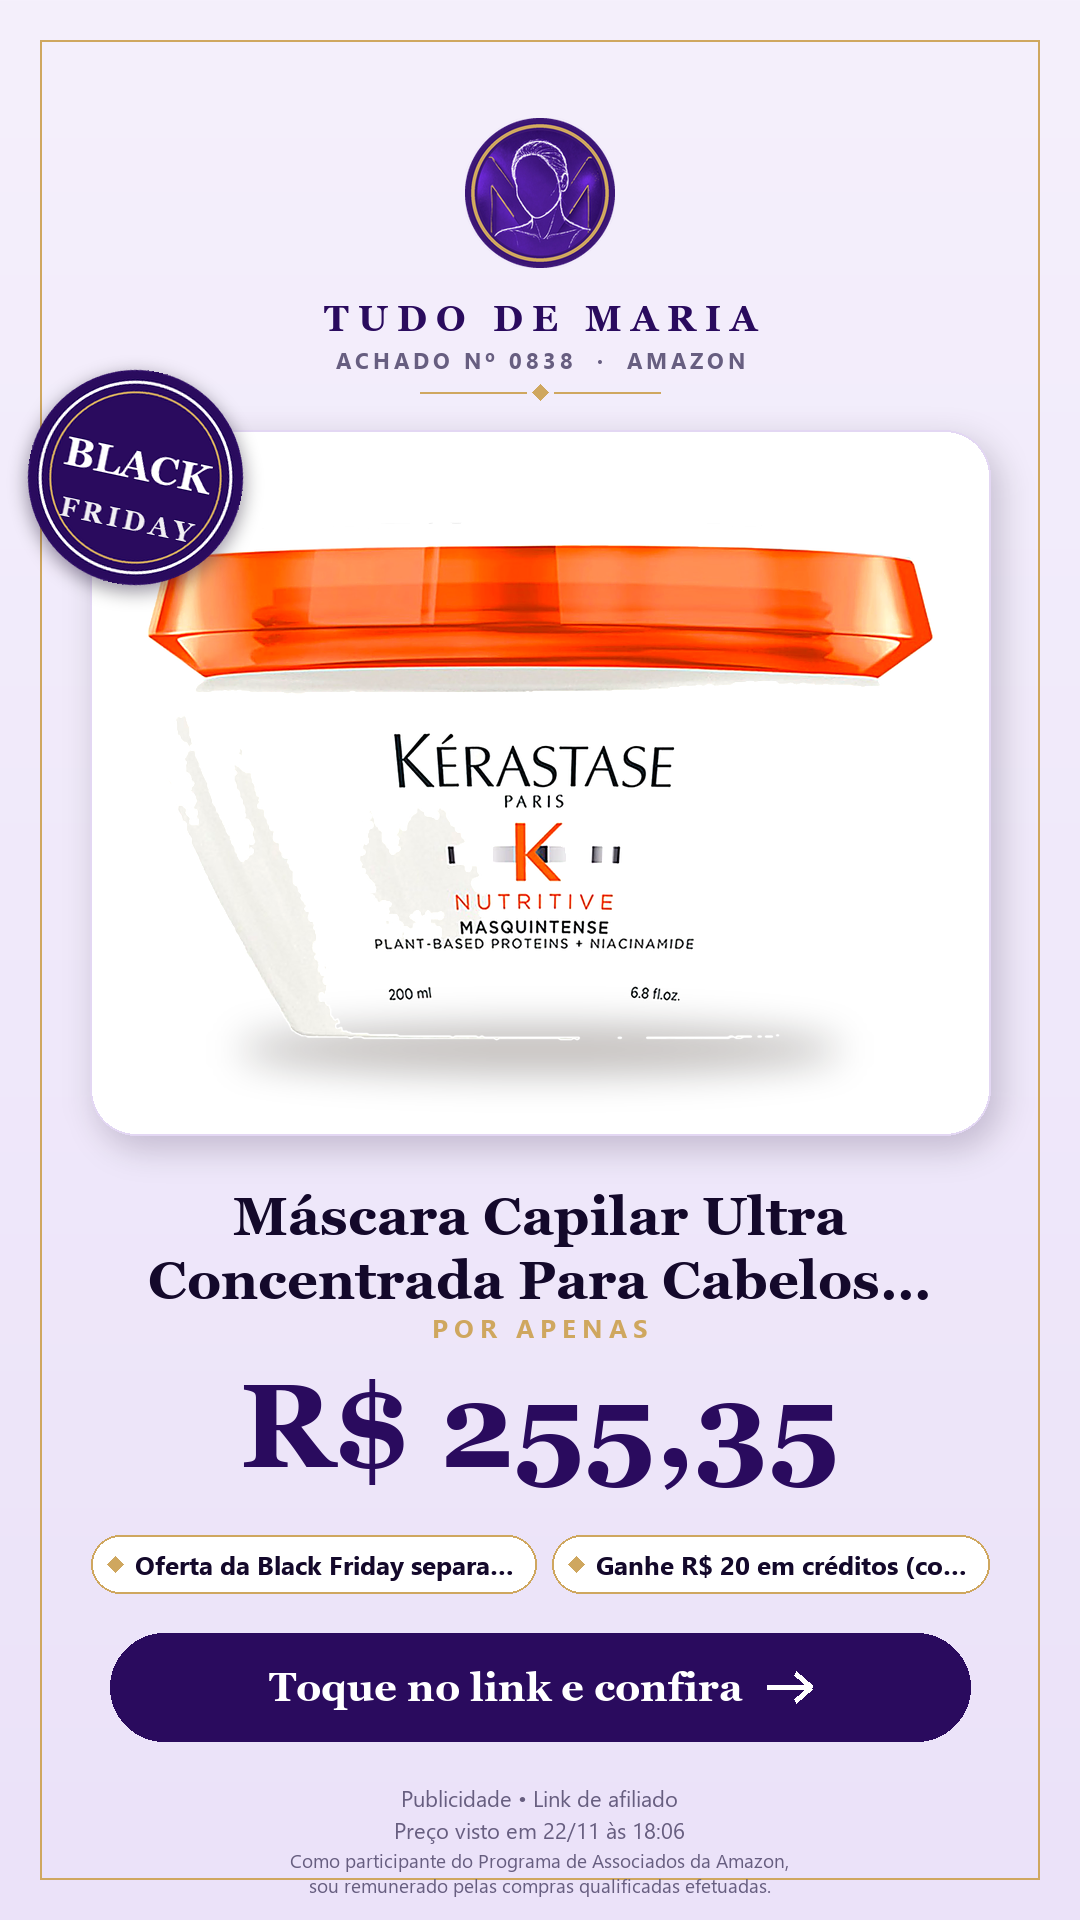 TUDO DE MARIA
ACHADO Nº 0838 · AMAZON
BLACK
FRIDAY
KÉRASTASE
PARIS
K
NUTRITIVE
MASQUINTENSE
PLANT-BASED PROTEINS + NIACINAMIDE
200 ml 6.8 fl.oz.
Máscara Capilar Ultra
Concentrada Para Cabelos...
POR APENAS
R$ 255,35
Oferta da Black Friday separa...
Ganhe R$ 20 em créditos (co...
Toque no link e confira →
Publicidade • Link de afiliado
Preço visto em 22/11 às 18:06
Como participante do Programa de Associados da Amazon,
sou remunerado pelas compras qualificadas efetuadas.